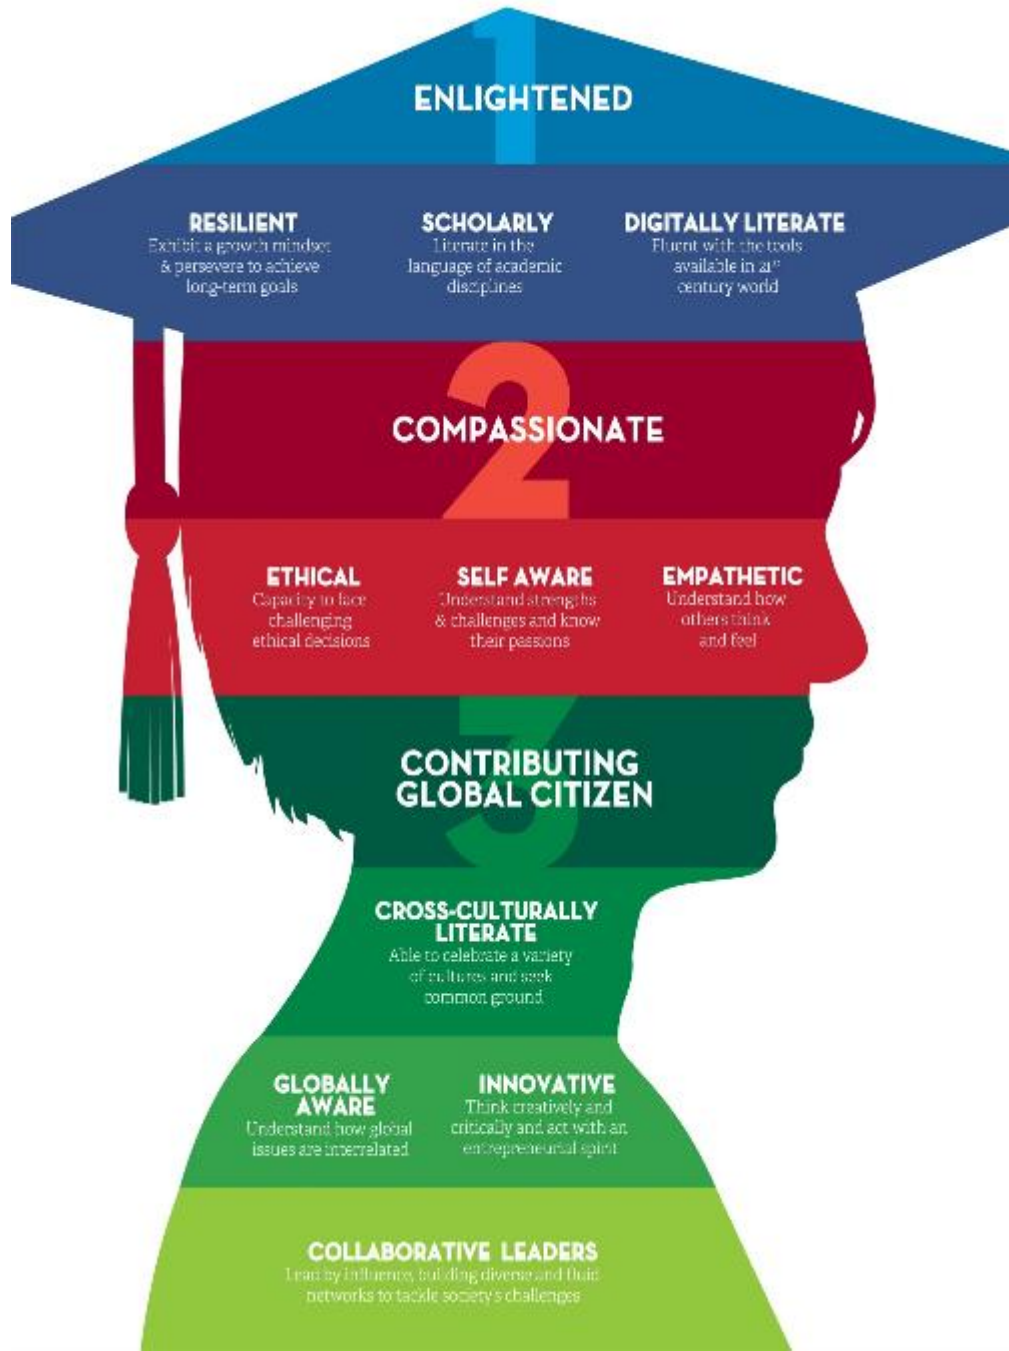 1
ENLIGHTENED
RESILIENT
Exhibit a growth mindset
& persevere to achieve
long-term goals
SCHOLARLY
Literate in the
language of academic
disciplines
DIGITALLY LITERATE
Fluent with the tools
available in 21st
century world
2
COMPASSIONATE
ETHICAL
Capacity to face
challenging
ethical decisions
SELF AWARE
Understand strengths
& challenges and know
their passions
EMPATHETIC
Understand how
others think
and feel
3
CONTRIBUTING
GLOBAL CITIZEN
CROSS-CULTURALLY
LITERATE
Able to celebrate a variety
of cultures and seek
common ground
GLOBALLY
AWARE
Understand how global
issues are interrelated
INNOVATIVE
Think creatively and
critically and act with an
entrepreneurial spirit
COLLABORATIVE LEADERS
Lead by influence, building diverse and fluid
networks to tackle society's challenges